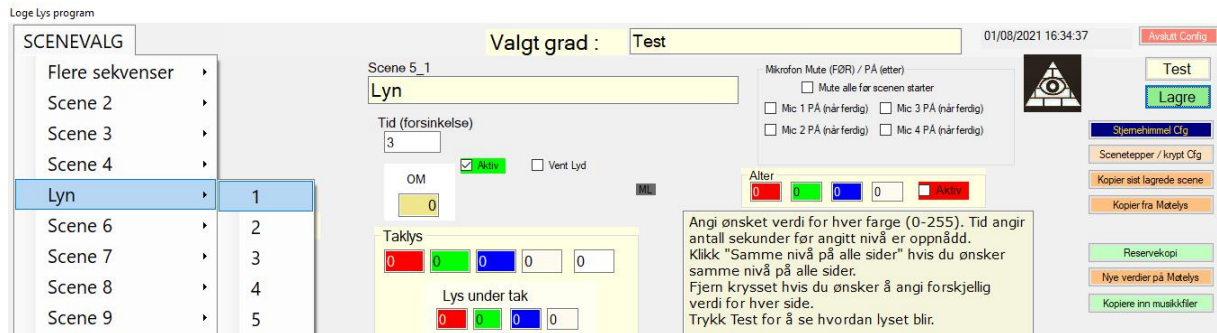 Loge Lys program
SCENEVALG
Valgt grad :
Test
01/08/2021 16:34:37
Avslutt Config
Flere sekvenser
Scene 2
Scene 3
Scene 4
Lyn
Scene 6
Scene 7
Scene 8
Scene 9
1
2
3
4
5
Scene 5_1
Lyn
Tid (forsinkelse)
3
Aktiv
Vent Lyd
OM
0
ML
Taklys
0 0 0 0 0
Lys under tak
0 0 0 0
Mikrofon Mute (FØR) / PÅ (etter)
Mute alle før scenen starter
Mic 1 PÅ (når ferdig) Mic 3 PÅ (når ferdig)
Mic 2 PÅ (når ferdig) Mic 4 PÅ (når ferdig)
Alter
0 0 0 0 Aktiv
Angi ønsket verdi for hver farge (0-255). Tid angir
antall sekunder før angitt nivå er oppnådd.
Klikk "Samme nivå på alle sider" hvis du ønsker
samme nivå på alle sider.
Fjern krysset hvis du ønsker å angi forskjellig
verdi for hver side.
Trykk Test for å se hvordan lyset blir.
Test
Lagre
Stjernehimmel Cfg
Scenetepper / krypt Cfg
Kopier sist lagrede scene
Kopier fra Møtelys
Reservekopi
Nye verdier på Møtelys
Kopiere inn musikkfiler